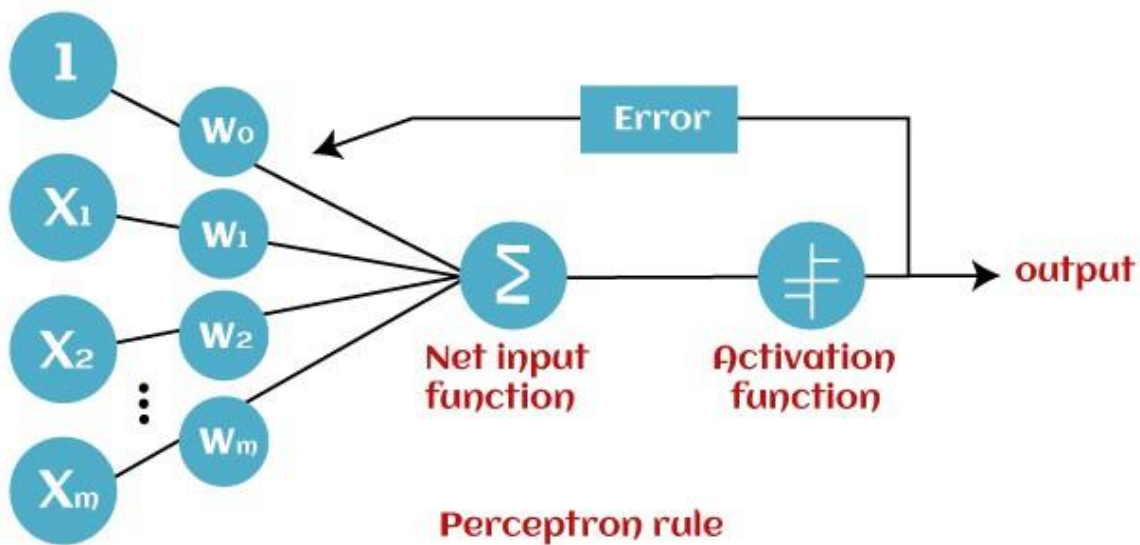 1
W₀
Error
X₁
W₁
Σ
output
X₂
W₂
Net input
function
Activation
function
Xₘ
Wₘ
Perceptron rule